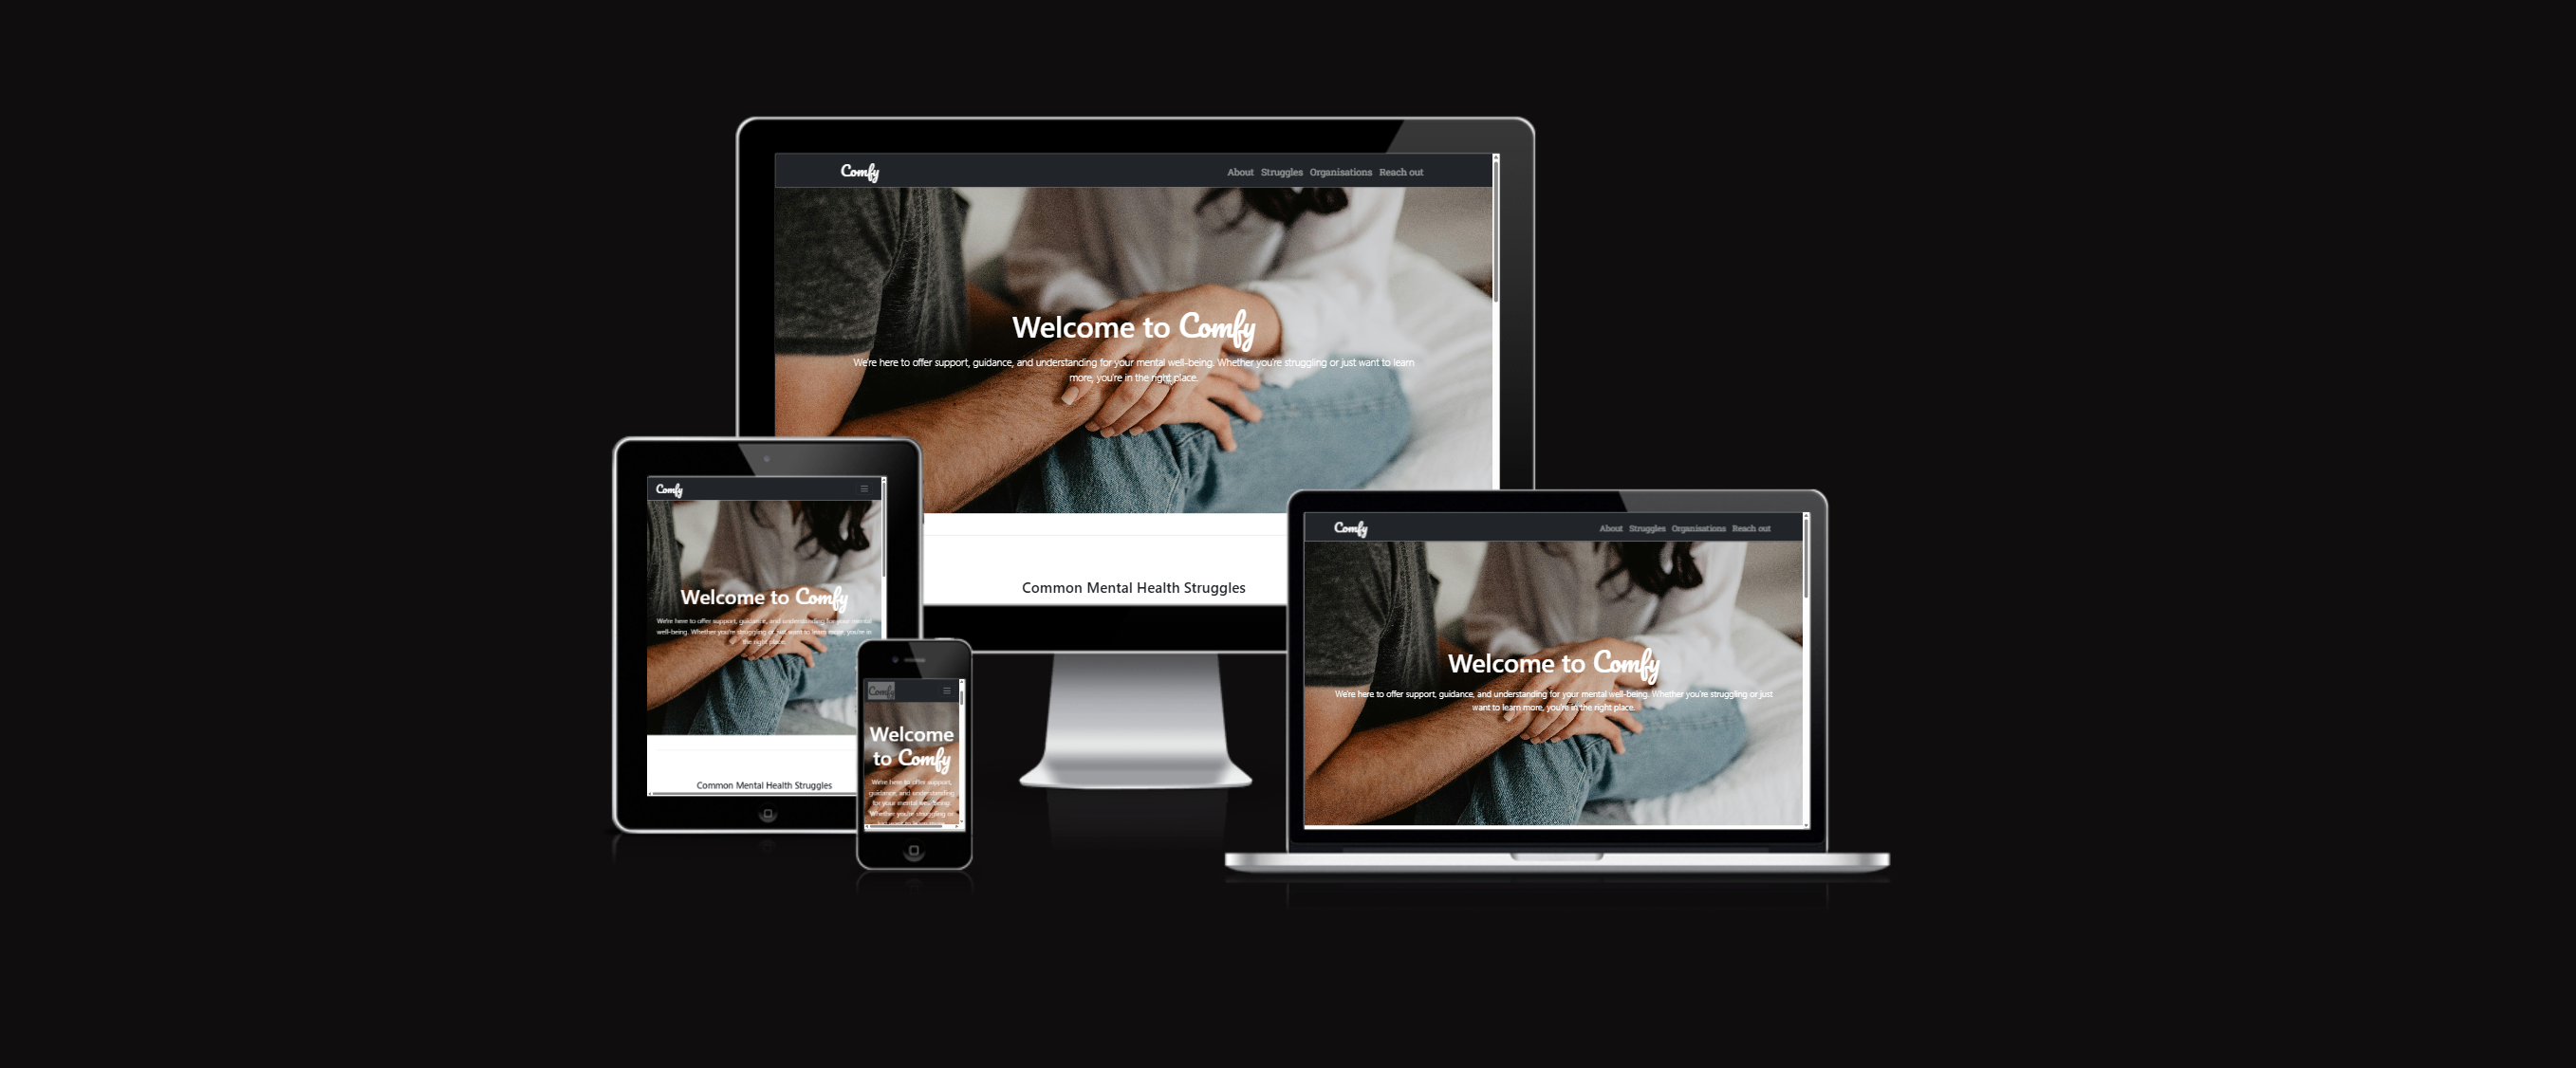 Comfy
About Struggles Organisations Reach out
Welcome to Comfy
We're here to offer support, guidance, and understanding for your mental well-being. Whether you're struggling or just want to learn
more, you're in the right place.
Common Mental Health Struggles
Comfy
Welcome to Comfy
We're here to offer support, guidance, and understanding for your mental
well-being. Whether you're struggling or just want to learn more, you're in
the right place.
Common Mental Health Struggles
Comfy
Welcome
to Comfy
We're here to offer support,
guidance, and understanding
for your mental well-being.
Whether you're struggling or
just want to learn more,
Comfy
About Struggles Organisations Reach out
Welcome to Comfy
We're here to offer support, guidance, and understanding for your mental well-being. Whether you're struggling or just
want to learn more, you're in the right place.